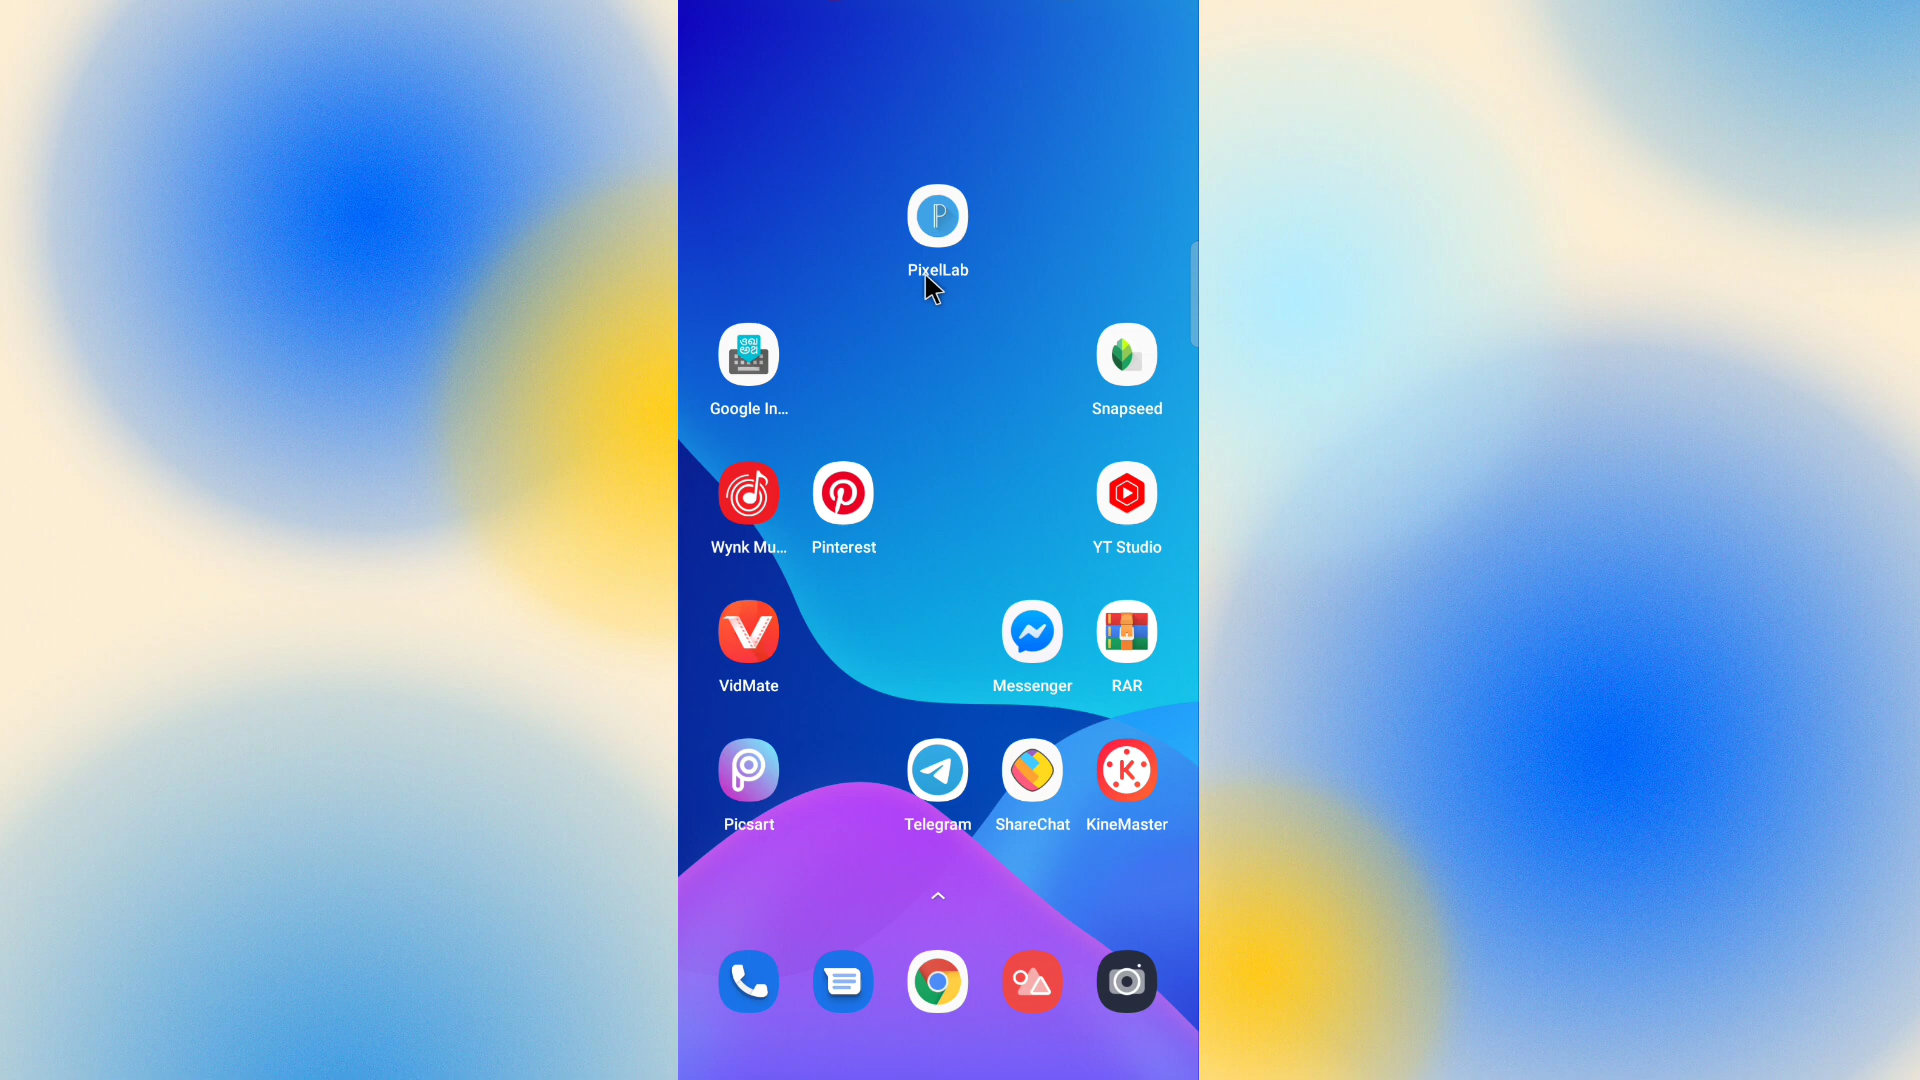 PixelLab
Google In...
Snapseed
Wynk Mu...
Pinterest
YT Studio
VidMate
Messenger
RAR
Picsart
Telegram
ShareChat
KineMaster